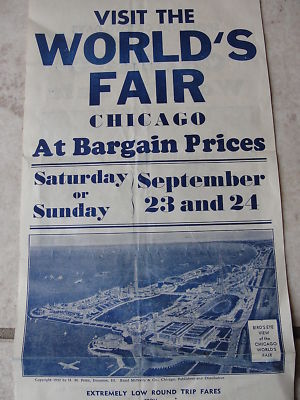 VISIT THE
WORLD'S
FAIR
CHICAGO
At Bargain Prices
Saturday
or
Sunday
September
23 and 24
BIRD'S EYE
VIEW
of the
CHICAGO
WORLD'S
FAIR
EXTREMELY LOW ROUND TRIP FARES